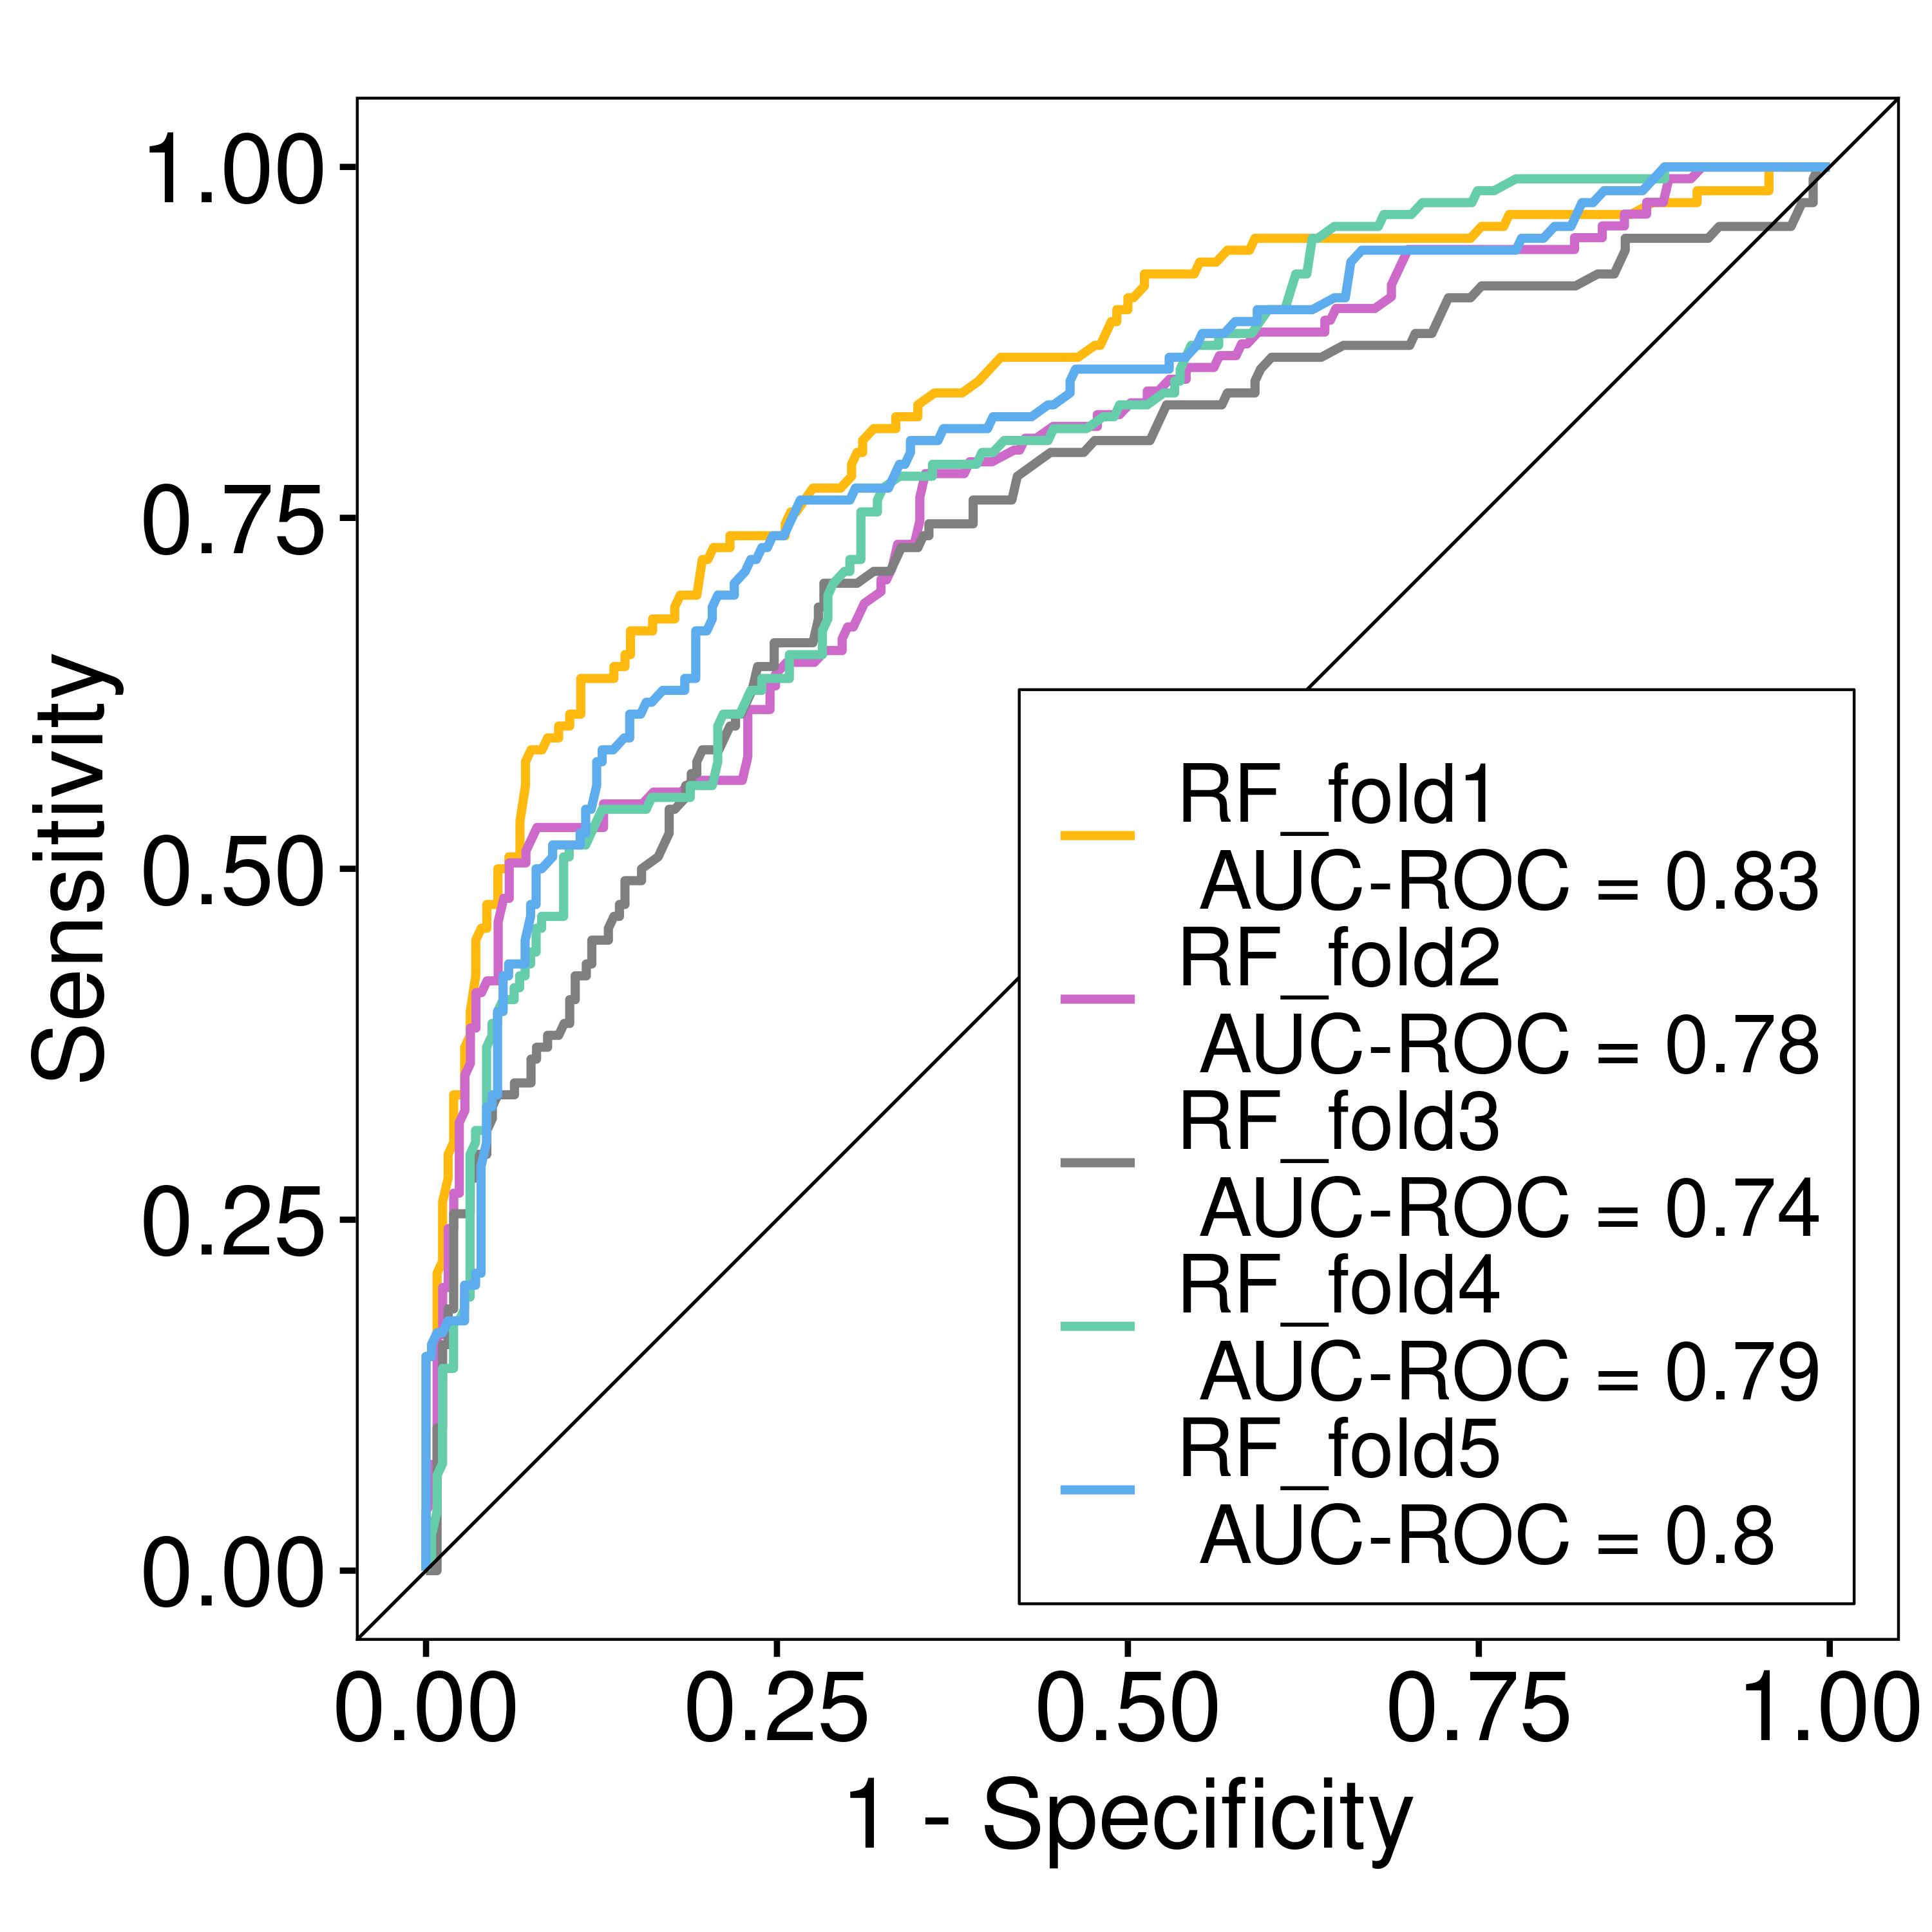 1.00
0.75
0.50
0.25
0.00
Sensitivity
0.00 0.25 0.50 0.75 1.00
1 - Specificity
RF_fold1
AUC-ROC = 0.83
RF_fold2
AUC-ROC = 0.78
RF_fold3
AUC-ROC = 0.74
RF_fold4
AUC-ROC = 0.79
RF_fold5
AUC-ROC = 0.8